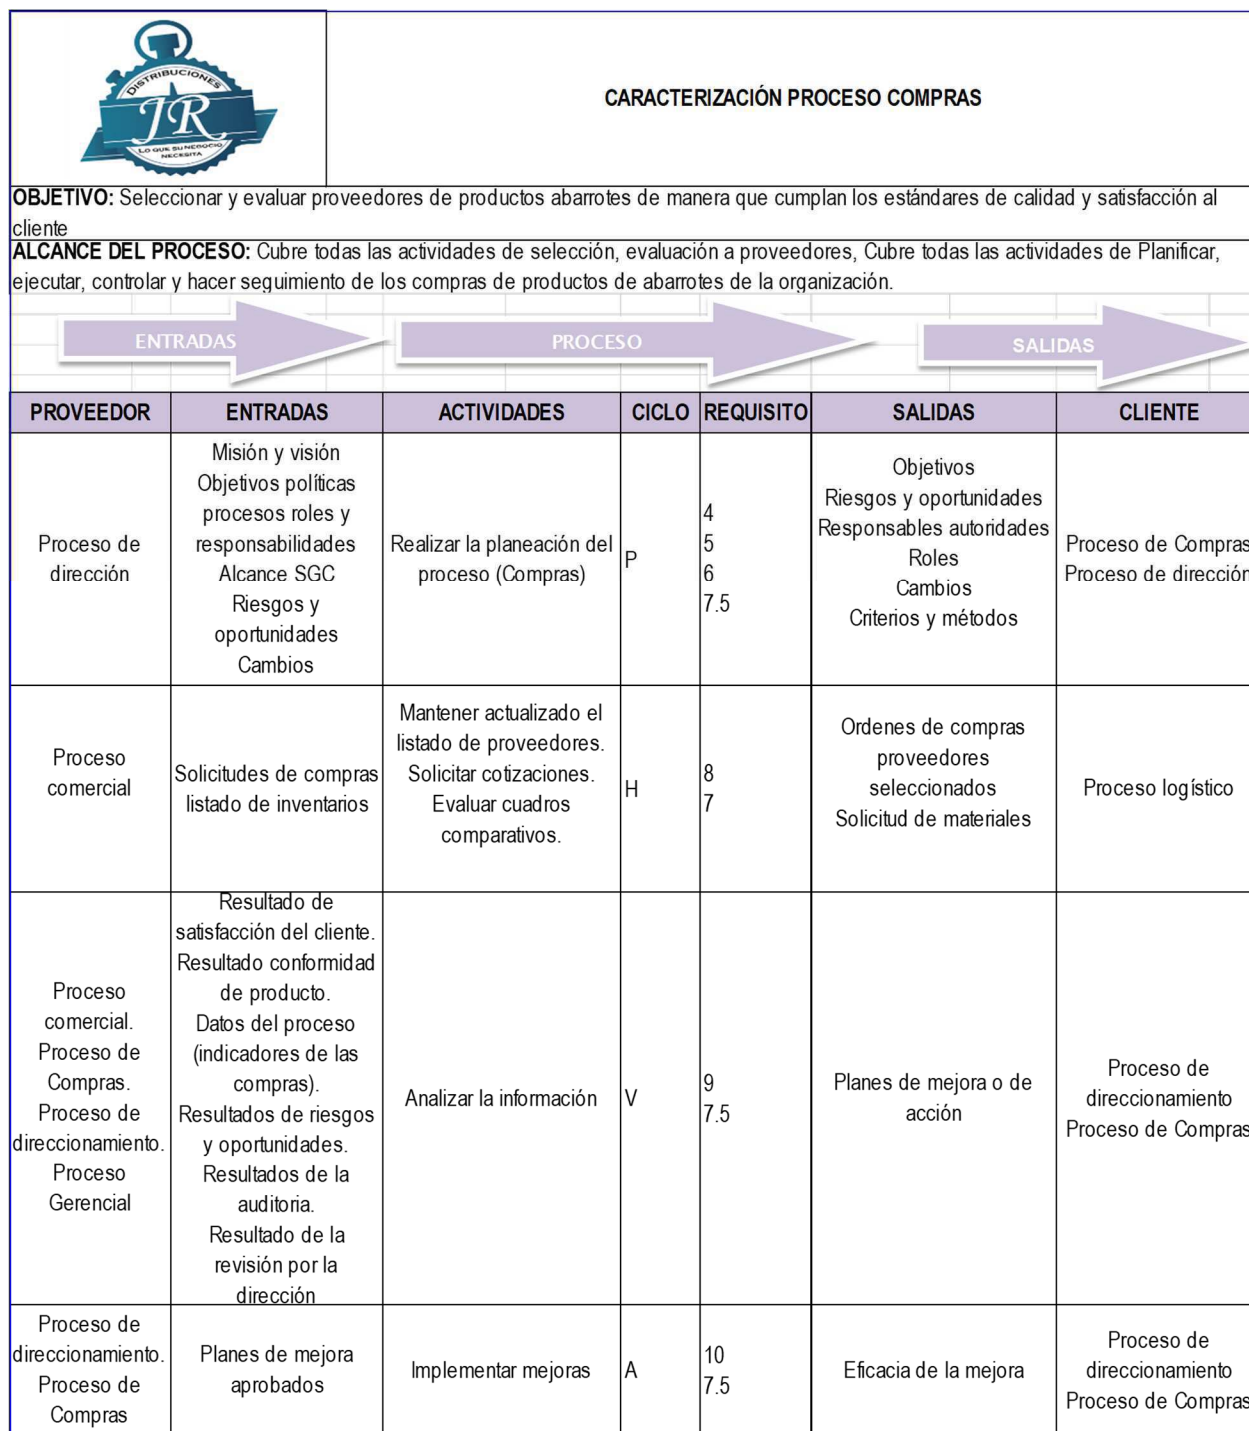 DISTRIBUCIONES
JR
LO QUE SU NEGOCIO
NECESITA
CARACTERIZACIÓN PROCESO COMPRAS
OBJETIVO: Seleccionar y evaluar proveedores de productos abarrotes de manera que cumplan los estándares de calidad y satisfacción al
cliente
ALCANCE DEL PROCESO: Cubre todas las actividades de selección, evaluación a proveedores, Cubre todas las actividades de Planificar,
ejecutar, controlar y hacer seguimiento de los compras de productos de abarrotes de la organización.
ENTRADAS
PROCESO
SALIDAS
PROVEEDOR
ENTRADAS
ACTIVIDADES
CICLO
REQUISITO
SALIDAS
CLIENTE
Proceso de
dirección
Misión y visión
Objetivos políticas
procesos roles y
responsabilidades
Alcance SGC
Riesgos y
oportunidades
Cambios
Realizar la planeación del
proceso (Compras)
P
4
5
6
7.5
Objetivos
Riesgos y oportunidades
Responsables autoridades
Roles
Cambios
Criterios y métodos
Proceso de Compras
Proceso de dirección
Proceso
comercial
Solicitudes de compras
listado de inventarios
Mantener actualizado el
listado de proveedores.
Solicitar cotizaciones.
Evaluar cuadros
comparativos.
H
8
7
Ordenes de compras
proveedores
seleccionados
Solicitud de materiales
Proceso logístico
Proceso
comercial.
Proceso de
Compras.
Proceso de
direccionamiento.
Proceso
Gerencial
Resultado de
satisfacción del cliente.
Resultado conformidad
de producto.
Datos del proceso
(indicadores de las
compras).
Resultados de riesgos
y oportunidades.
Resultados de la
auditoria.
Resultado de la
revisión por la
dirección
Analizar la información
V
9
7.5
Planes de mejora o de
acción
Proceso de
direccionamiento
Proceso de Compras
Proceso de
direccionamiento.
Proceso de
Compras
Planes de mejora
aprobados
Implementar mejoras
A
10
7.5
Eficacia de la mejora
Proceso de
direccionamiento
Proceso de Compras